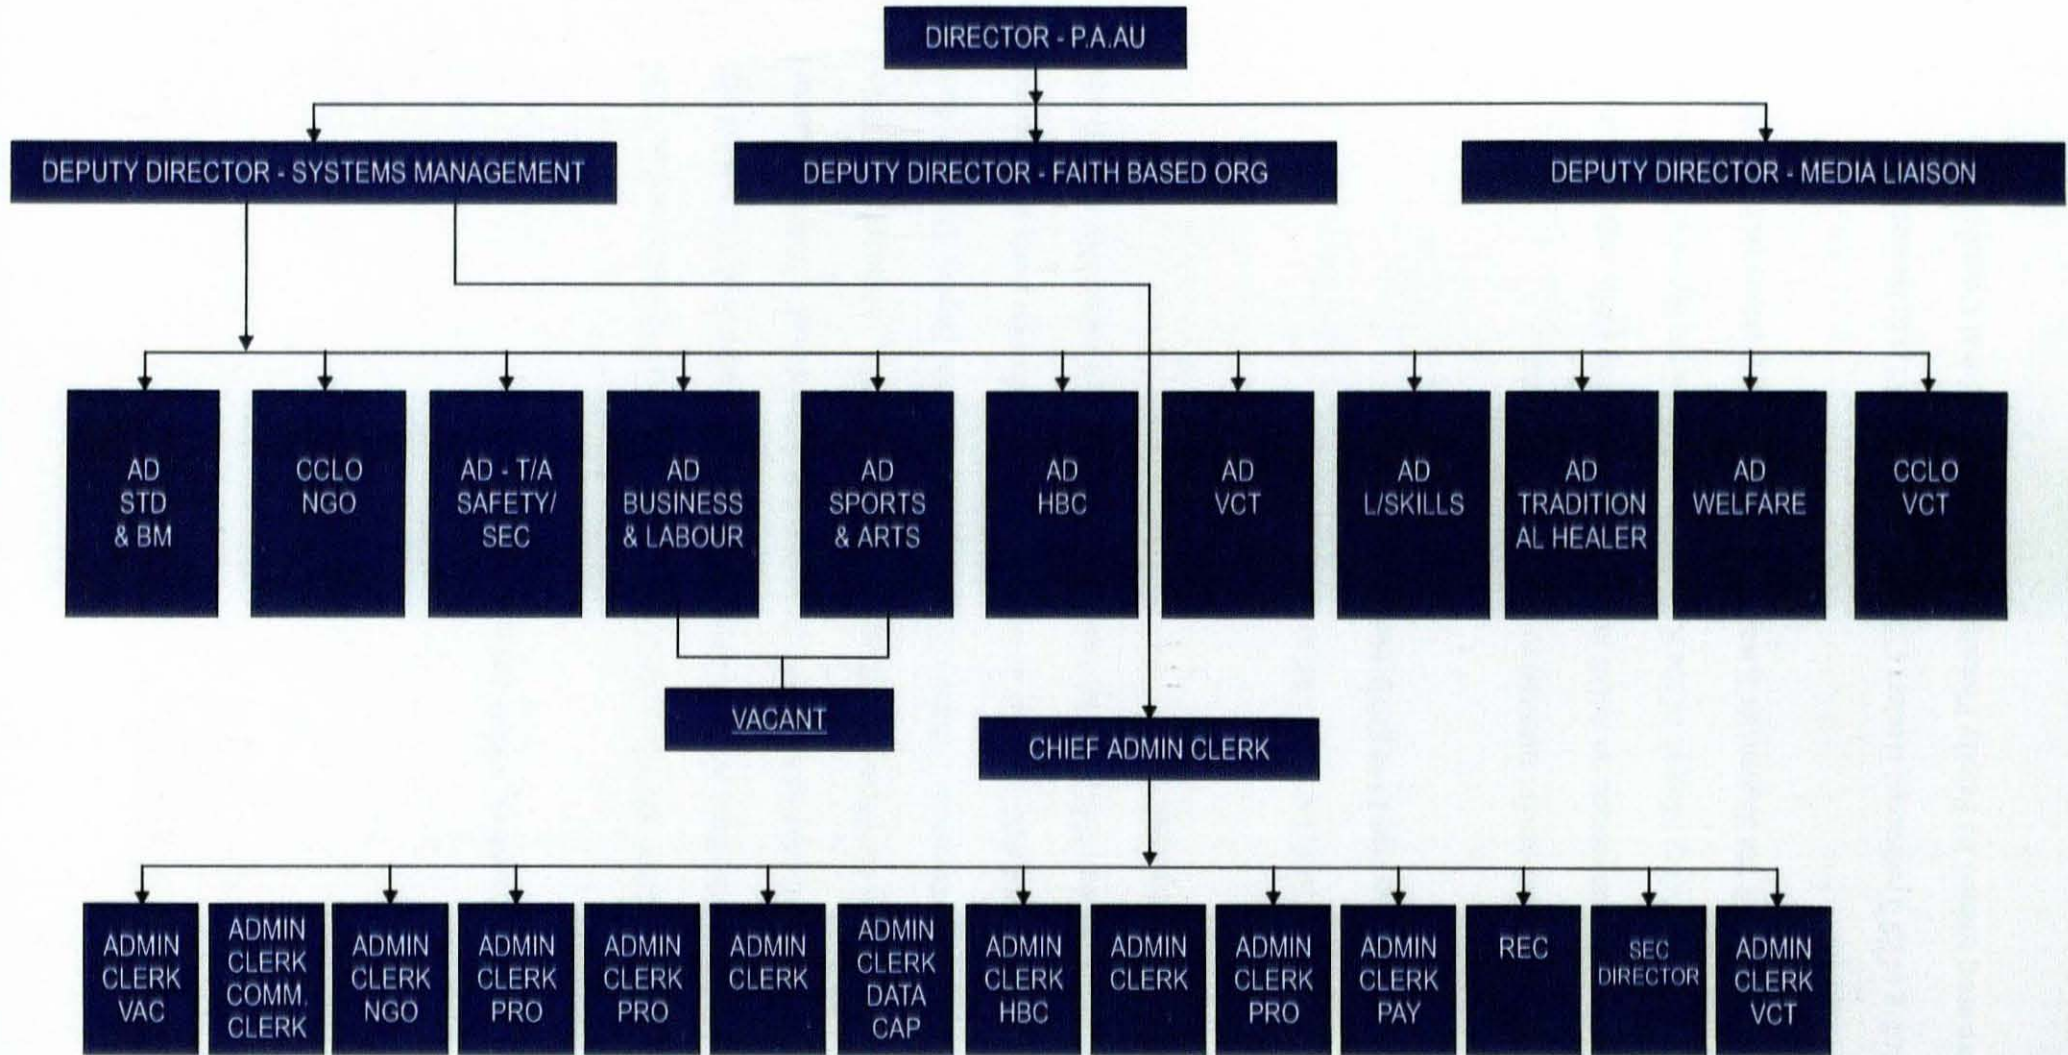 DIRECTOR - P.A.AU
DEPUTY DIRECTOR - SYSTEMS MANAGEMENT
DEPUTY DIRECTOR - FAITH BASED ORG
DEPUTY DIRECTOR - MEDIA LIAISON
AD
STD
& BM
CCLO
NGO
AD - T/A
SAFETY/
SEC
AD
BUSINESS
& LABOUR
AD
SPORTS
& ARTS
AD
HBC
AD
VCT
AD
L/SKILLS
AD
TRADITION
AL HEALER
AD
WELFARE
CCLO
VCT
VACANT
CHIEF ADMIN CLERK
ADMIN
CLERK
VAC
ADMIN
CLERK
COMM.
CLERK
ADMIN
CLERK
NGO
ADMIN
CLERK
PRO
ADMIN
CLERK
PRO
ADMIN
CLERK
ADMIN
CLERK
DATA
CAP
ADMIN
CLERK
HBC
ADMIN
CLERK
ADMIN
CLERK
PRO
ADMIN
CLERK
PAY
REC
SEC
DIRECTOR
ADMIN
CLERK
VCT